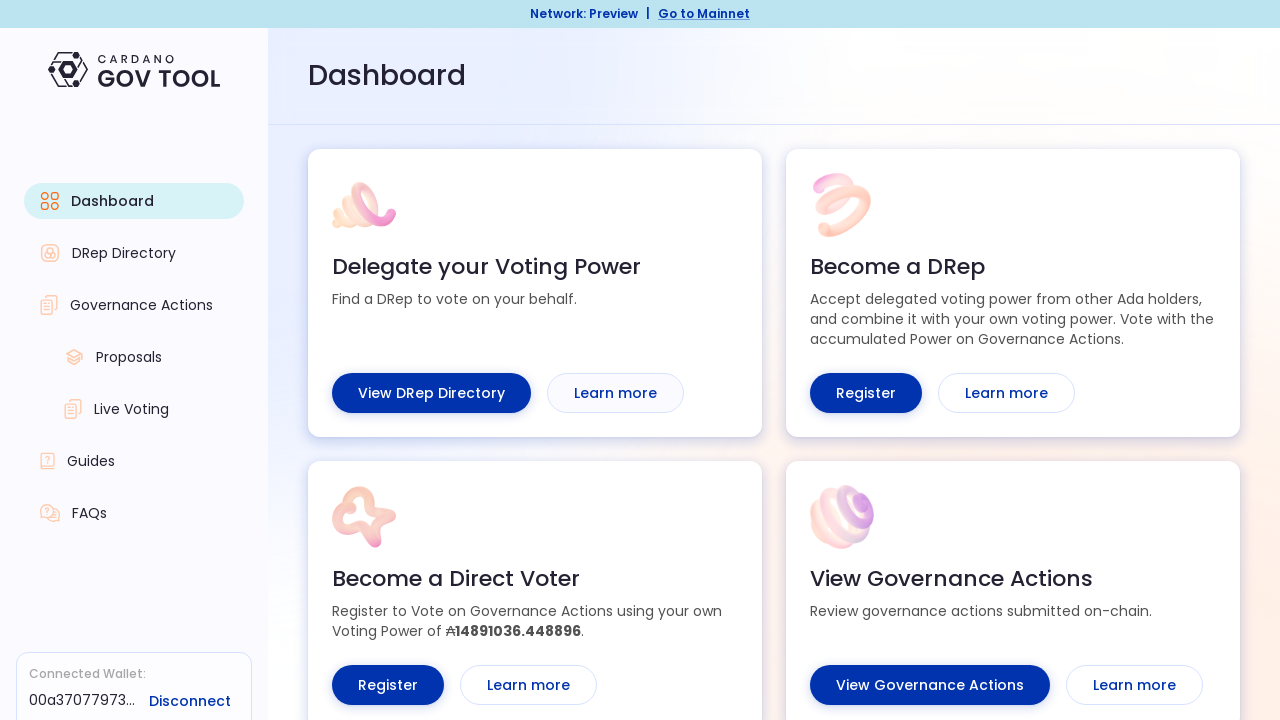 Network: Preview | Go to Mainnet
CARDANO
GOV TOOL
Dashboard
DRep Directory
Governance Actions
Proposals
Live Voting
Guides
FAQs
Connected Wallet:
00a37077973...
Disconnect
Dashboard
Delegate your Voting Power
Find a DRep to vote on your behalf.
View DRep Directory
Learn more
Become a DRep
Accept delegated voting power from other Ada holders,
and combine it with your own voting power. Vote with the
accumulated Power on Governance Actions.
Register
Learn more
Become a Direct Voter
Register to Vote on Governance Actions using your own
Voting Power of ₳14891036.448896.
Register
Learn more
View Governance Actions
Review governance actions submitted on-chain.
View Governance Actions
Learn more